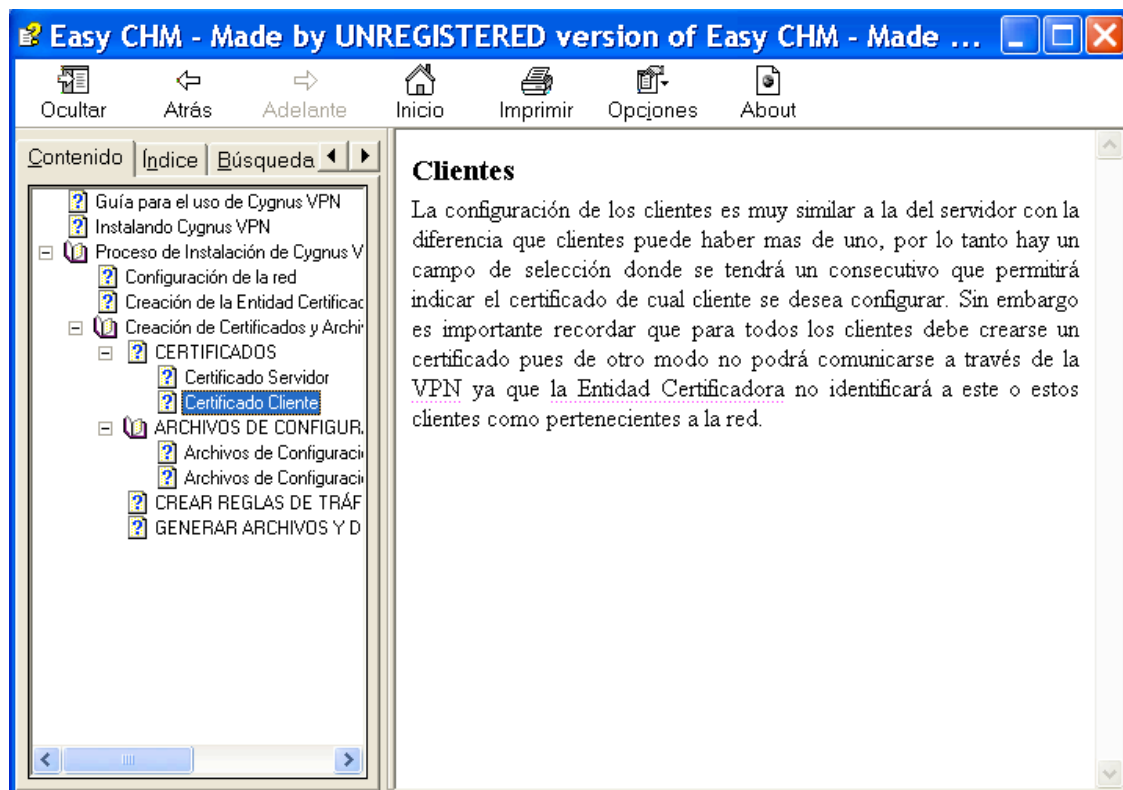 Easy CHM - Made by UNREGISTERED version of Easy CHM - Made ...
Ocultar Atrás Adelante Inicio Imprimir Opciones About
Contenido Índice Búsqueda
Guía para el uso de Cygnus VPN
Instalando Cygnus VPN
Proceso de Instalación de Cygnus V
Configuración de la red
Creación de la Entidad Certificac
Creación de Certificados y Archi
CERTIFICADOS
Certificado Servidor
Certificado Cliente
ARCHIVOS DE CONFIGUR
Archivos de Configuraci
Archivos de Configuraci
CREAR REGLAS DE TRÁF
GENERAR ARCHIVOS Y D
Clientes
La configuración de los clientes es muy similar a la del servidor con la
diferencia que clientes puede haber mas de uno, por lo tanto hay un
campo de selección donde se tendrá un consecutivo que permitirá
indicar el certificado de cual cliente se desea configurar. Sin embargo
es importante recordar que para todos los clientes debe crearse un
certificado pues de otro modo no podrá comunicarse a través de la
VPN ya que la Entidad Certificadora no identificará a este o estos
clientes como pertenecientes a la red.